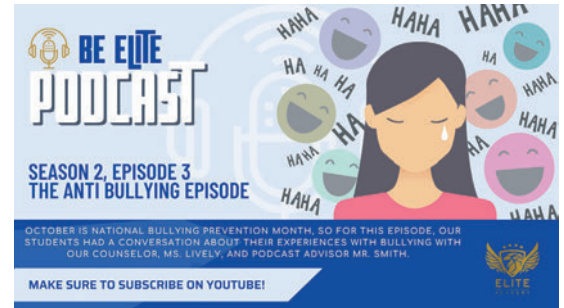 BE ELITE
PODCAST
SEASON 2, EPISODE 3
THE ANTI BULLYING EPISODE
HAHA
HAHA
HAHA
HA
HA HA HA
HAHA
HA
HAHA
HAHA
HA
HAHA
HAHA
OCTOBER IS NATIONAL BULLYING PREVENTION MONTH, SO FOR THIS EPISODE, OUR
STUDENTS HAD A CONVERSATION ABOUT THEIR EXPERIENCES WITH BULLYING WITH
OUR COUNSELOR, MS. LIVELY, AND PODCAST ADVISOR MR. SMITH.
MAKE SURE TO SUBSCRIBE ON YOUTUBE!
ELITE